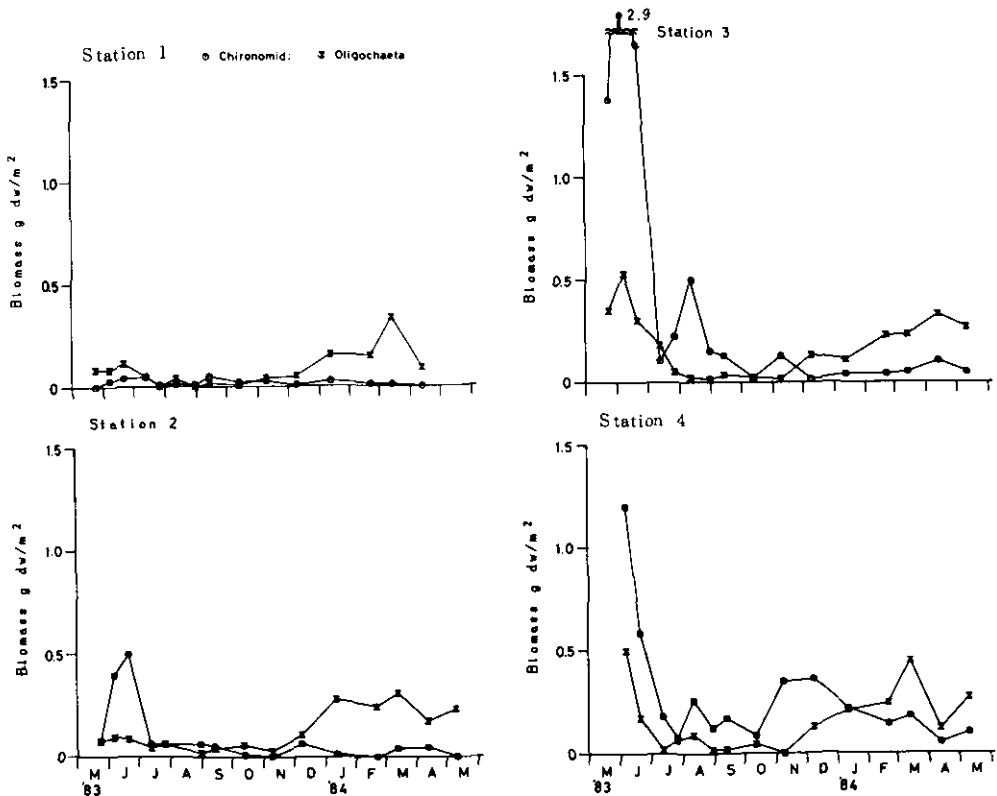 2.9
Station 1 Chironomid: Oligochaeta
Station 3
1.5
1.0
0.5
0
Biomass g dw/m²
1.5
1.0
0.5
0
Biomass g dw/m²
Station 2
Station 4
1.5
1.0
0.5
0
Biomass g dw/m²
M J J A S O N D J F M A M
'83 '84
1.5
1.0
0.5
0
Biomass g dw/m²
M J J A S O N D J F M A M
'83 '84